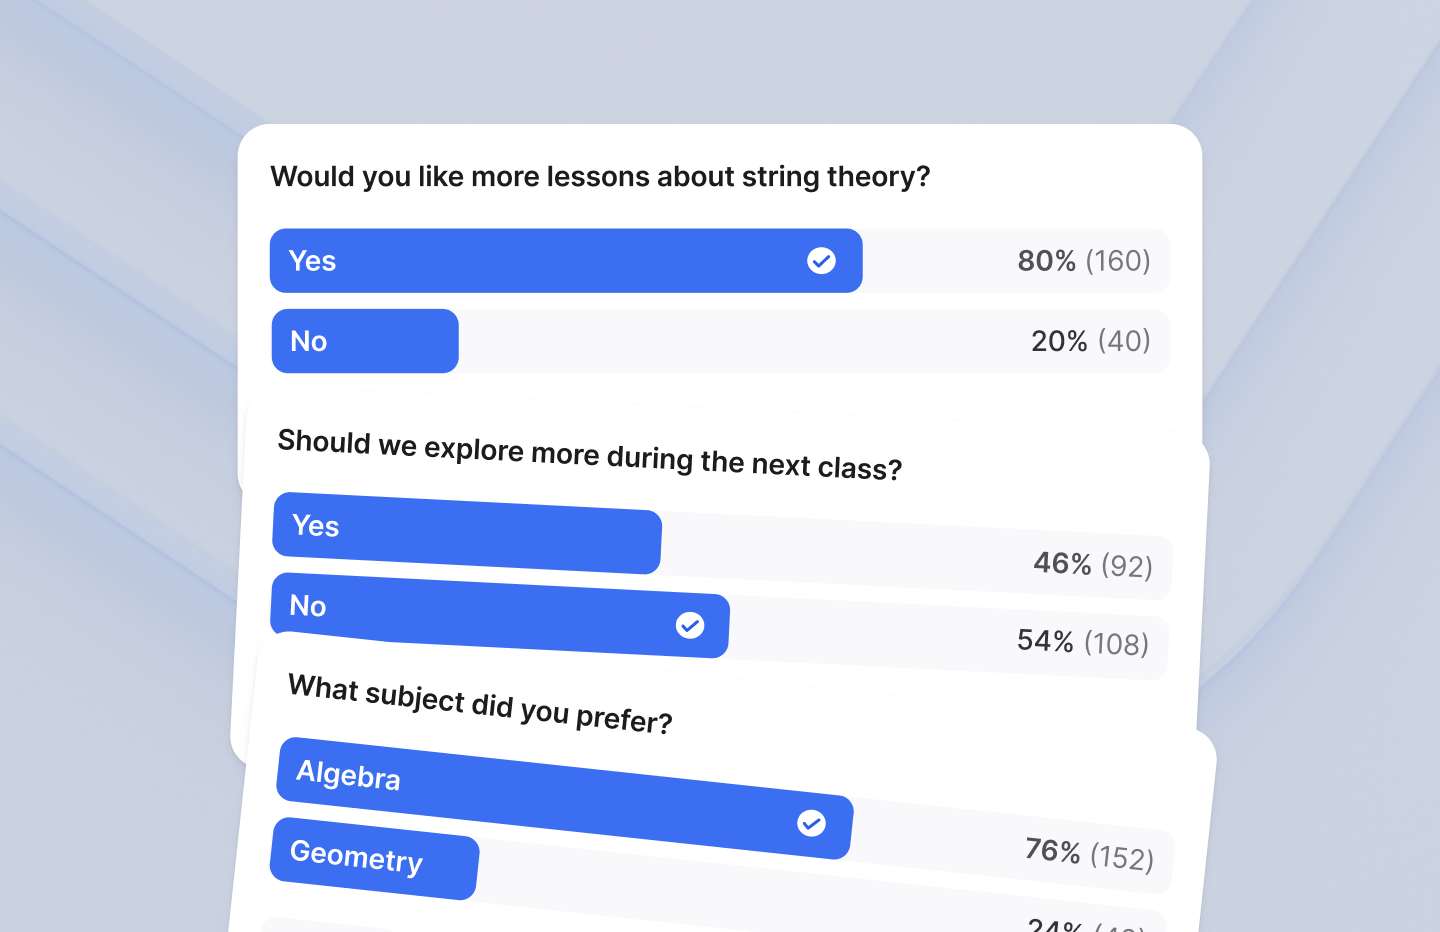 Would you like more lessons about string theory?
Yes 80% (160)
No 20% (40)
Should we explore more during the next class?
Yes 46% (92)
No 54% (108)
What subject did you prefer?
Algebra 76% (152)
Geometry 24%